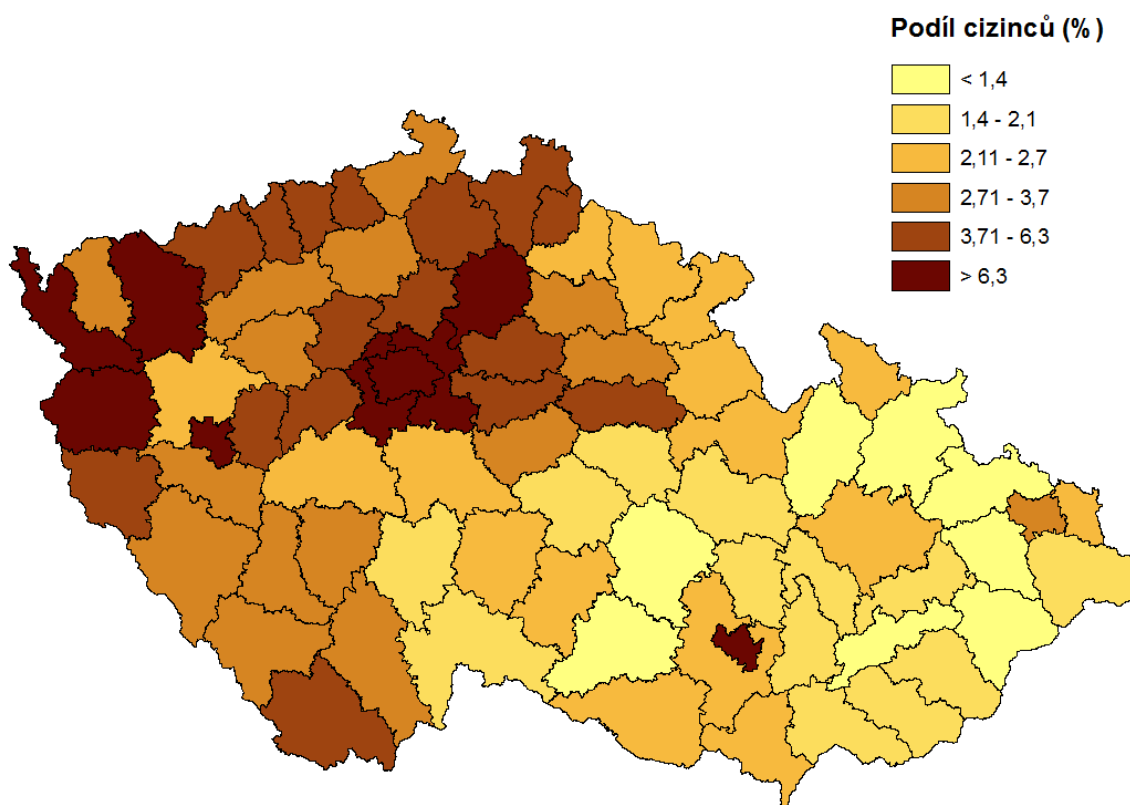 Podíl cizinců (%)
< 1,4
1,4 - 2,1
2,11 - 2,7
2,71 - 3,7
3,71 - 6,3
> 6,3